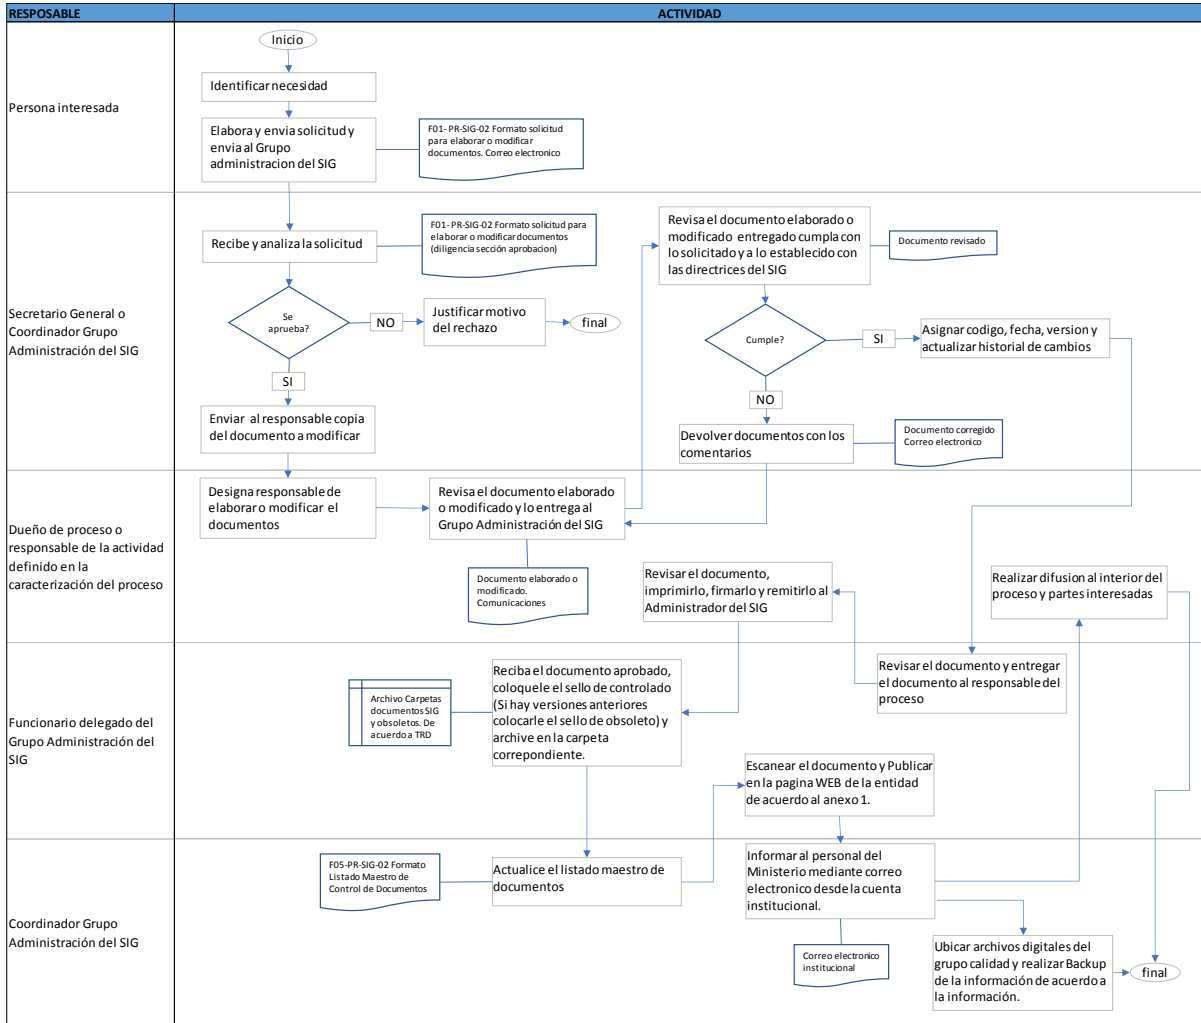 RESPOSABLE
ACTIVIDAD
Persona interesada
Inicio
Identificar necesidad
Elabora y envia solicitud y
envia al Grupo
administracion del SIG
F01- PR-SIG-02 Formato solicitud
para elaborar o modificar
documentos. Correo electronico
Secretario General o
Coordinador Grupo
Administración del SIG
Recibe y analiza la solicitud
F01- PR-SIG-02 Formato solicitud para
elaborar o modificar documentos
(diligencia sección aprobacion)
Se
aprueba?
NO
Justificar motivo
del rechazo
final
SI
Enviar al responsable copia
del documento a modificar
Revisa el documento elaborado o
modificado entregado cumpla con
lo solicitado y a lo establecido con
las directrices del SIG
Documento revisado
Cumple?
SI
Asignar codigo, fecha, version y
actualizar historial de cambios
NO
Devolver documentos con los
comentarios
Documento corregido
Correo electronico
Dueño de proceso o
responsable de la actividad
definido en la
caracterización del proceso
Designa responsable de
elaborar o modificar el
documentos
Revisa el documento elaborado
o modificado y lo entrega al
Grupo Administración del SIG
Documento elaborado o
modificado.
Comunicaciones
Revisar el documento,
imprimirlo, firmarlo y remitirlo al
Administrador del SIG
Realizar difusion al interior del
proceso y partes interesadas
Funcionario delegado del
Grupo Administración del
SIG
Archivo Carpetas
documentos SIG
y obsoletos. De
acuerdo a TRD
Reciba el documento aprobado,
coloquele el sello de controlado
(Si hay versiones anteriores
colocarle el sello de obsoleto) y
archive en la carpeta
correpondiente.
Revisar el documento y entregar
el documento al responsable del
proceso
Escanear el documento y Publicar
en la pagina WEB de la entidad
de acuerdo al anexo 1.
Coordinador Grupo
Administración del SIG
F05-PR-SIG-02 Formato
Listado Maestro de
Control de Documentos
Actualice el listado maestro de
documentos
Informar al personal del
Ministerio mediante correo
electronico desde la cuenta
institucional.
Correo electronico
institucional
Ubicar archivos digitales del
grupo calidad y realizar Backup
de la información de acuerdo a
la información.
final